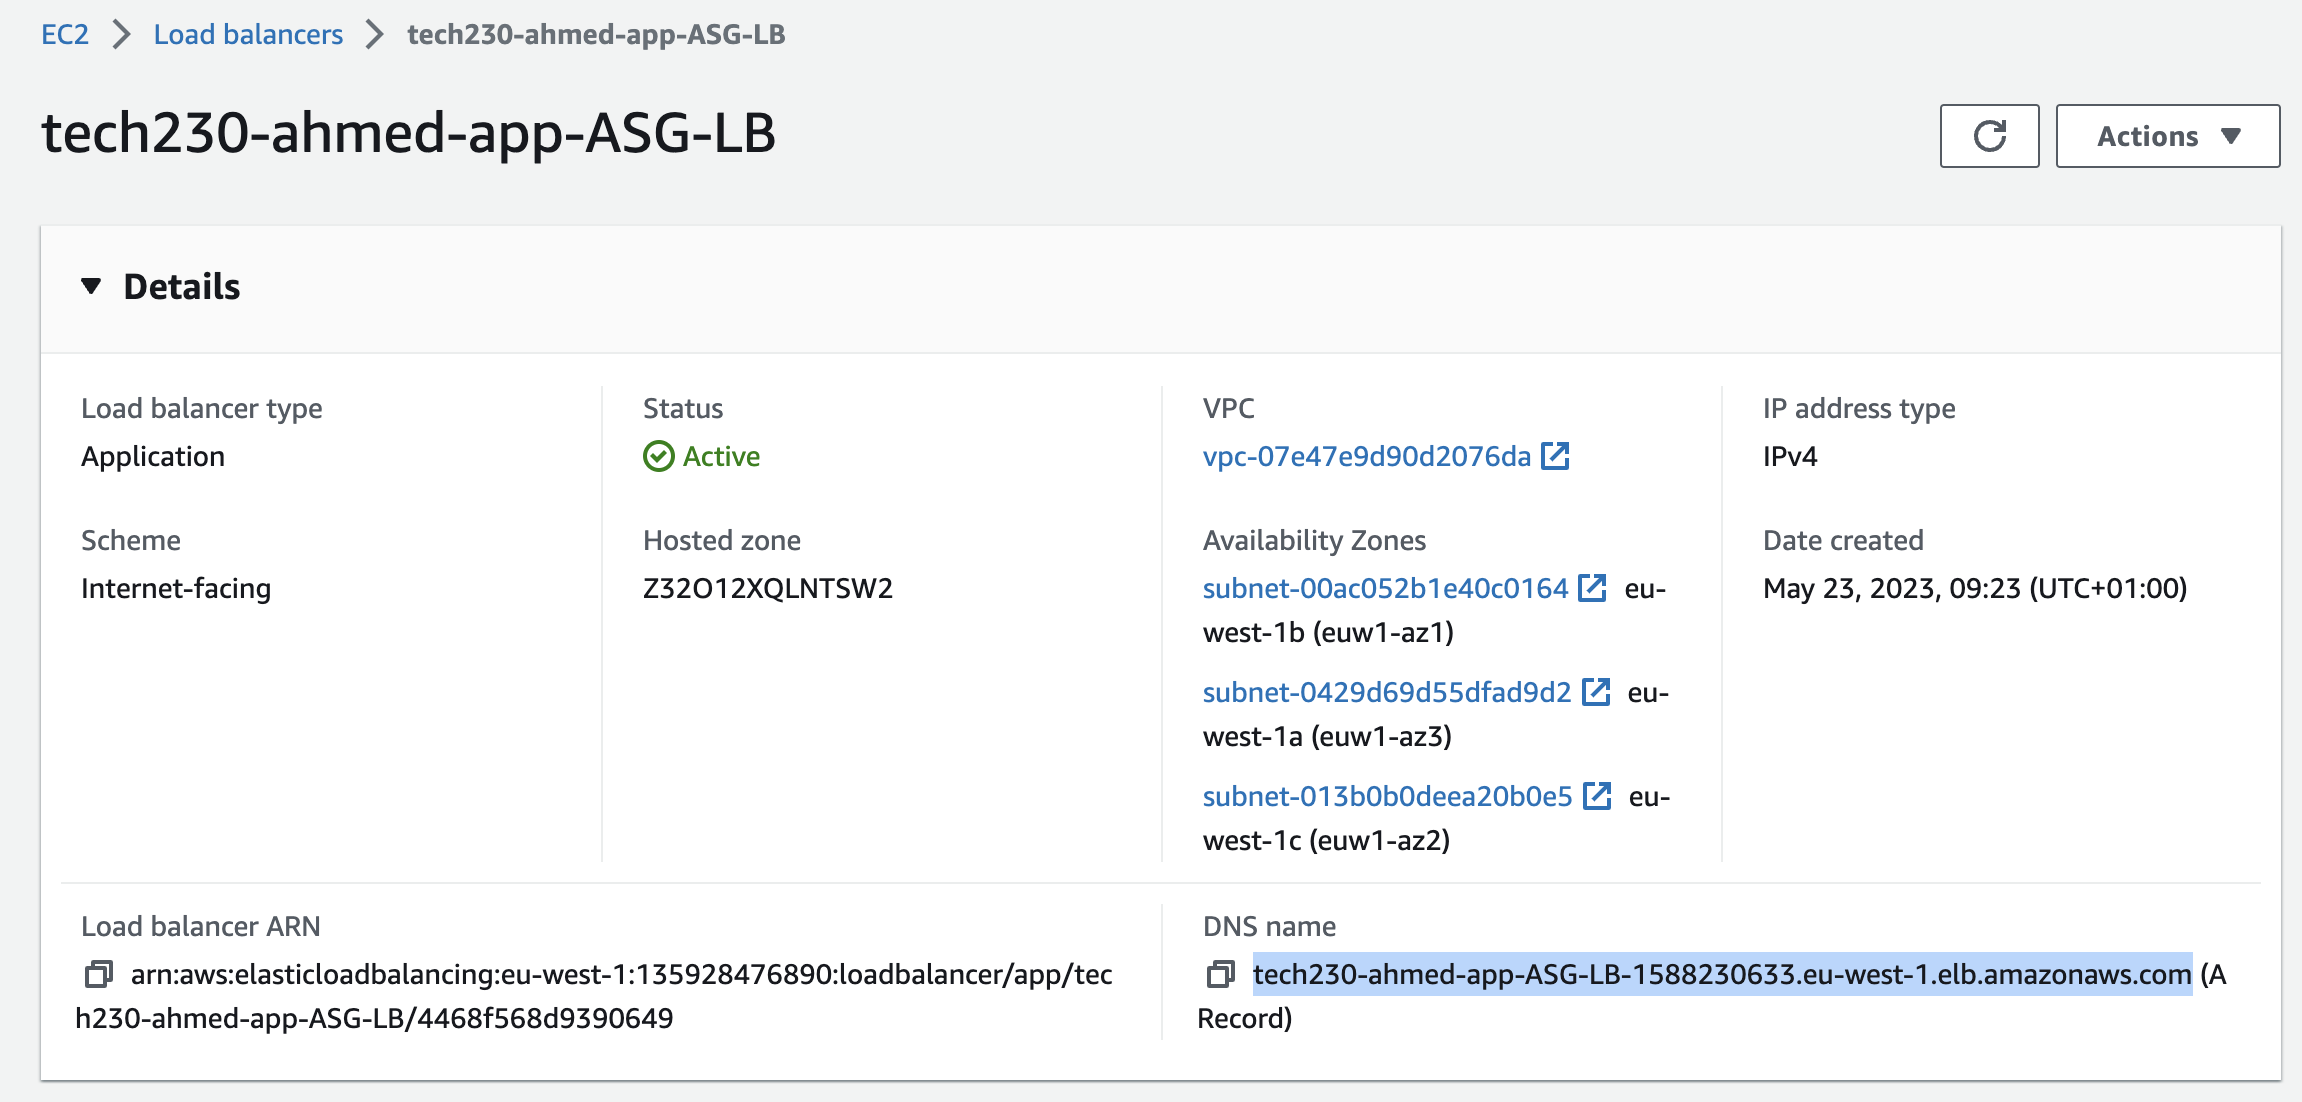 EC2 > Load balancers > tech230-ahmed-app-ASG-LB
tech230-ahmed-app-ASG-LB
Actions
Details
Load balancer type
Application
Scheme
Internet-facing
Status
Active
Hosted zone
Z32O12XQLNTSW2
VPC
vpc-07e47e9d90d2076da
Availability Zones
subnet-00ac052b1e40c0164 eu-
west-1b (euw1-az1)
subnet-0429d69d55dfad9d2 eu-
west-1a (euw1-az3)
subnet-013b0b0deea20b0e5 eu-
west-1c (euw1-az2)
IP address type
IPv4
Date created
May 23, 2023, 09:23 (UTC+01:00)
Load balancer ARN
arn:aws:elasticloadbalancing:eu-west-1:135928476890:loadbalancer/app/tec
h230-ahmed-app-ASG-LB/4468f568d9390649
DNS name
tech230-ahmed-app-ASG-LB-1588230633.eu-west-1.elb.amazonaws.com (A
Record)